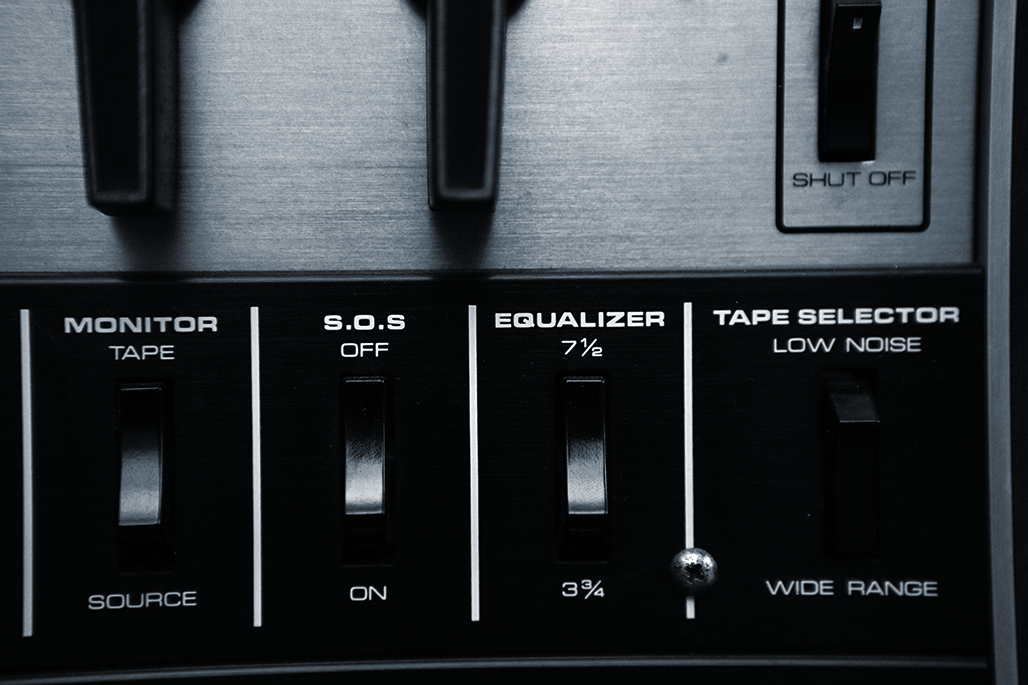 SHUT OFF
MONITOR
TAPE
SOURCE
S.O.S
OFF
ON
EQUALIZER
7½
3¾
TAPE SELECTOR
LOW NOISE
WIDE RANGE